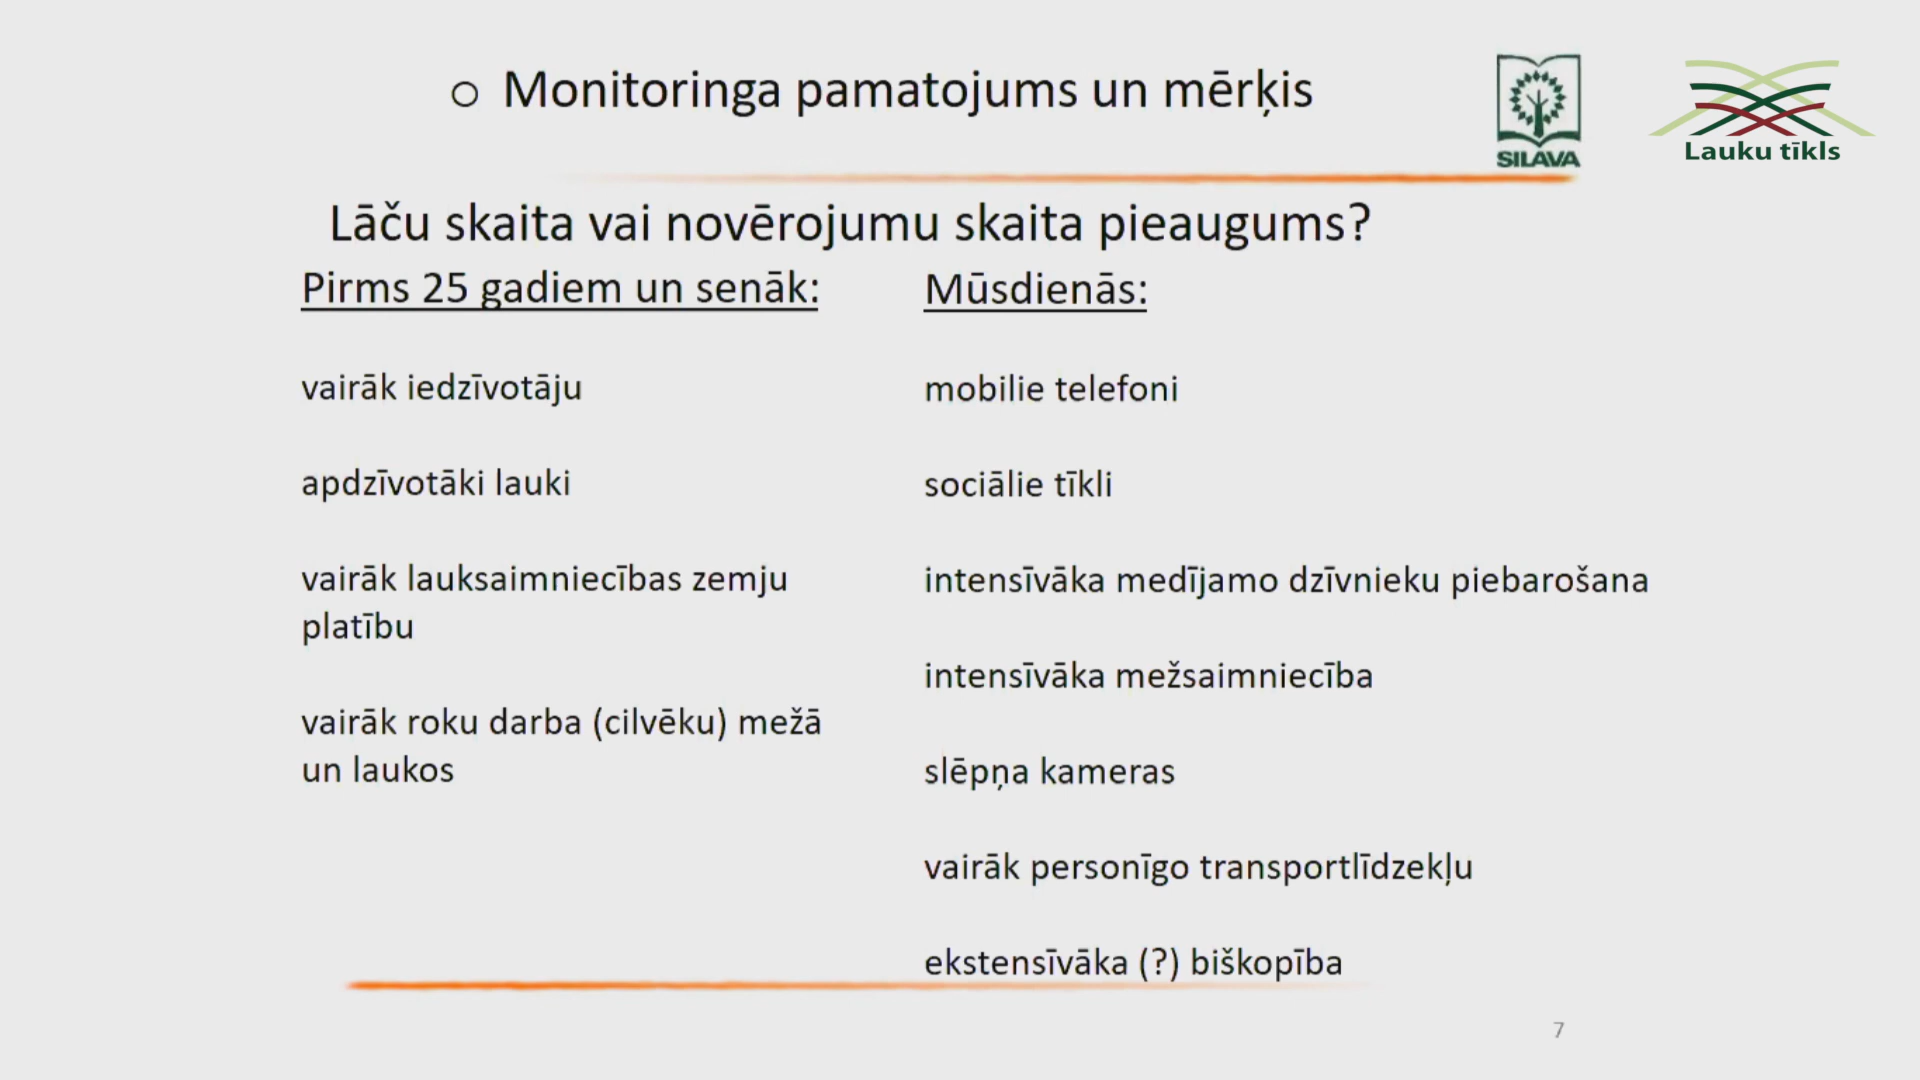 ○ Monitoringa pamatojums un mērķis
SILAVA
Lauku tīkls
Lāču skaita vai novērojumu skaita pieaugums?
Pirms 25 gadiem un senāk:
vairāk iedzīvotāju
apdzīvotāki lauki
vairāk lauksaimniecības zemju
platību
vairāk roku darba (cilvēku) mežā
un laukos
Mūsdienās:
mobilie telefoni
sociālie tīkli
intensīvāka medījamo dzīvnieku piebarošana
intensīvāka mežsaimniecība
slēpņa kameras
vairāk personīgo transportlīdzekļu
ekstensīvāka (?) biškopība
7